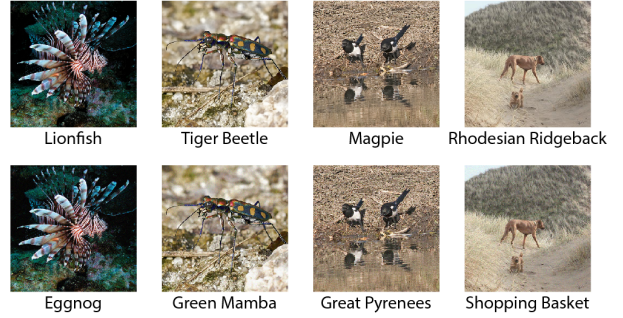 Lionfish
Tiger Beetle
Magpie
Rhodesian Ridgeback
Eggnog
Green Mamba
Great Pyrenees
Shopping Basket